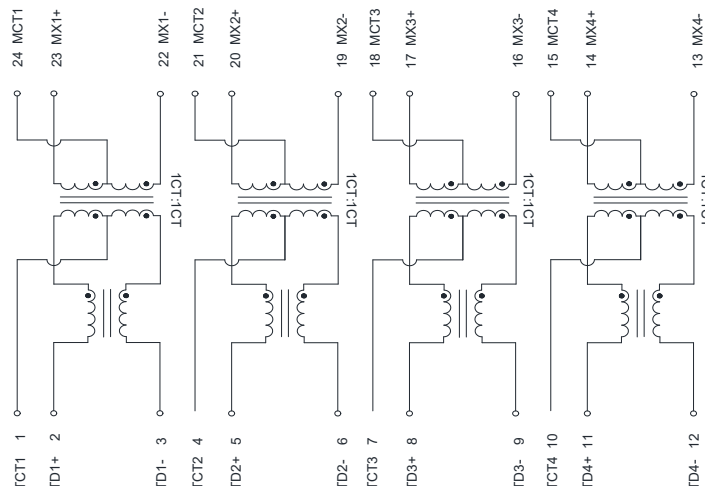 24 MCT1
23 MX1+
22 MX1-
21 MCT2
20 MX2+
19 MX2-
18 MCT3
17 MX3+
16 MX3-
15 MCT4
14 MX4+
13 MX4-
1CT:1CT
1CT:1CT
1CT:1CT
1CT:1CT
TCT1 1
TD1+ 2
TD1- 3
TCT2 4
TD2+ 5
TD2- 6
TCT3 7
TD3+ 8
TD3- 9
TCT4 10
TD4+ 11
TD4- 12